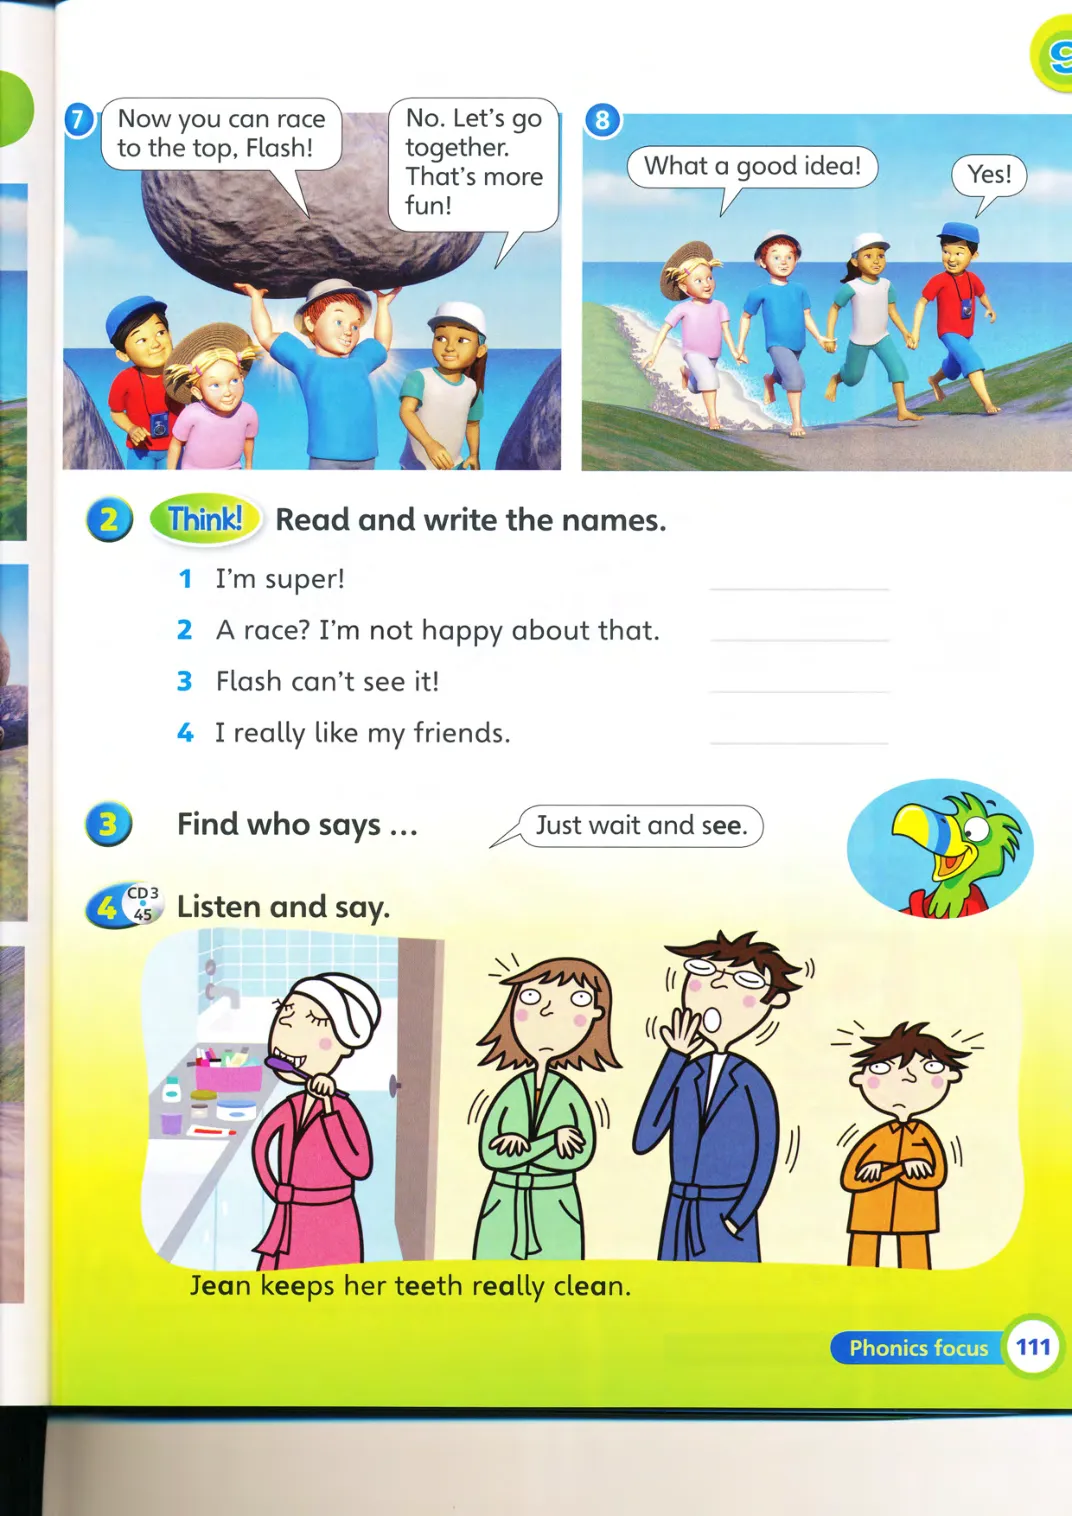 9
7
Now you can race
to the top, Flash!
No. Let's go
together.
That's more
fun!
8
What a good idea!
Yes!
2 Think! Read and write the names.
1 I'm super!
2 A race? I'm not happy about that.
3 Flash can't see it!
4 I really like my friends.
3 Find who says ...
Just wait and see.
4 CD3 45 Listen and say.
Jean keeps her teeth really clean.
Phonics focus 111